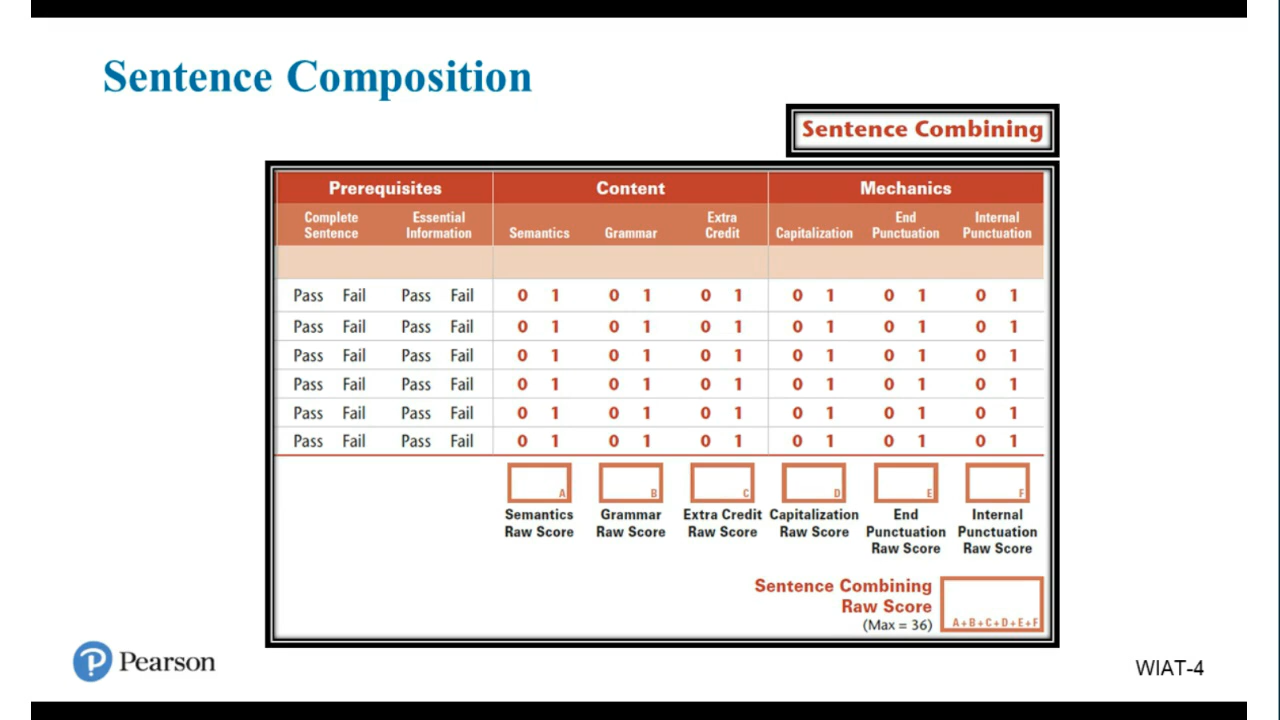 Sentence Composition
Sentence Combining
Prerequisites Content Mechanics
Complete Sentence Essential Information Semantics Grammar Extra Credit Capitalization End Punctuation Internal Punctuation
Pass Fail Pass Fail 0 1 0 1 0 1 0 1 0 1 0 1
Pass Fail Pass Fail 0 1 0 1 0 1 0 1 0 1 0 1
Pass Fail Pass Fail 0 1 0 1 0 1 0 1 0 1 0 1
Pass Fail Pass Fail 0 1 0 1 0 1 0 1 0 1 0 1
Pass Fail Pass Fail 0 1 0 1 0 1 0 1 0 1 0 1
Pass Fail Pass Fail 0 1 0 1 0 1 0 1 0 1 0 1
A B C D E F
Semantics Raw Score Grammar Raw Score Extra Credit Raw Score Capitalization Raw Score End Punctuation Raw Score Internal Punctuation Raw Score
Sentence Combining
Raw Score
(Max = 36) A+B+C+D+E+F
Pearson
WIAT-4